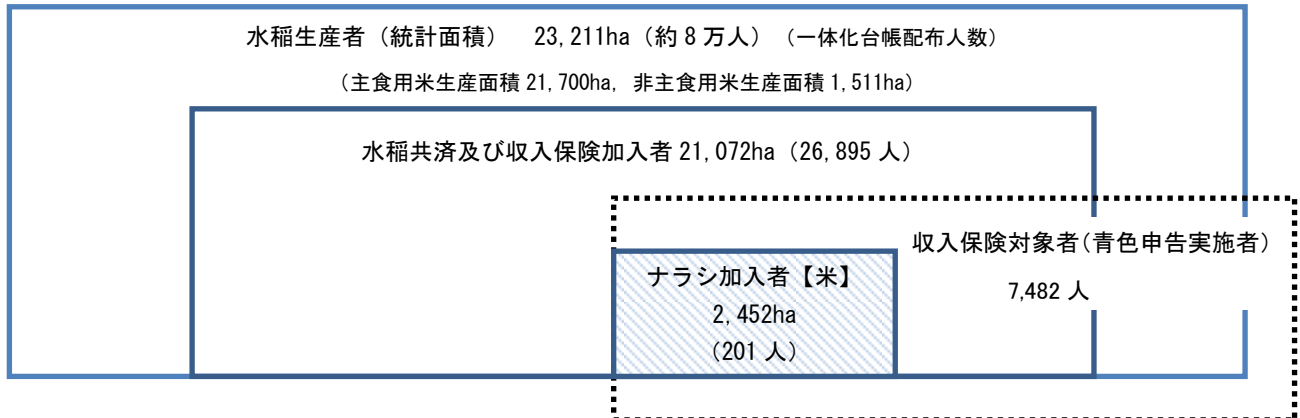 水稲生産者（統計面積）　23,211ha（約８万人）（一体化台帳配布人数）
（主食用米生産面積 21,700ha, 非主食用米生産面積 1,511ha）
水稲共済及び収入保険加入者 21,072ha（26,895 人）
収入保険対象者（青色申告実施者）
7,482 人
ナラシ加入者【米】
2,452ha
（201 人）